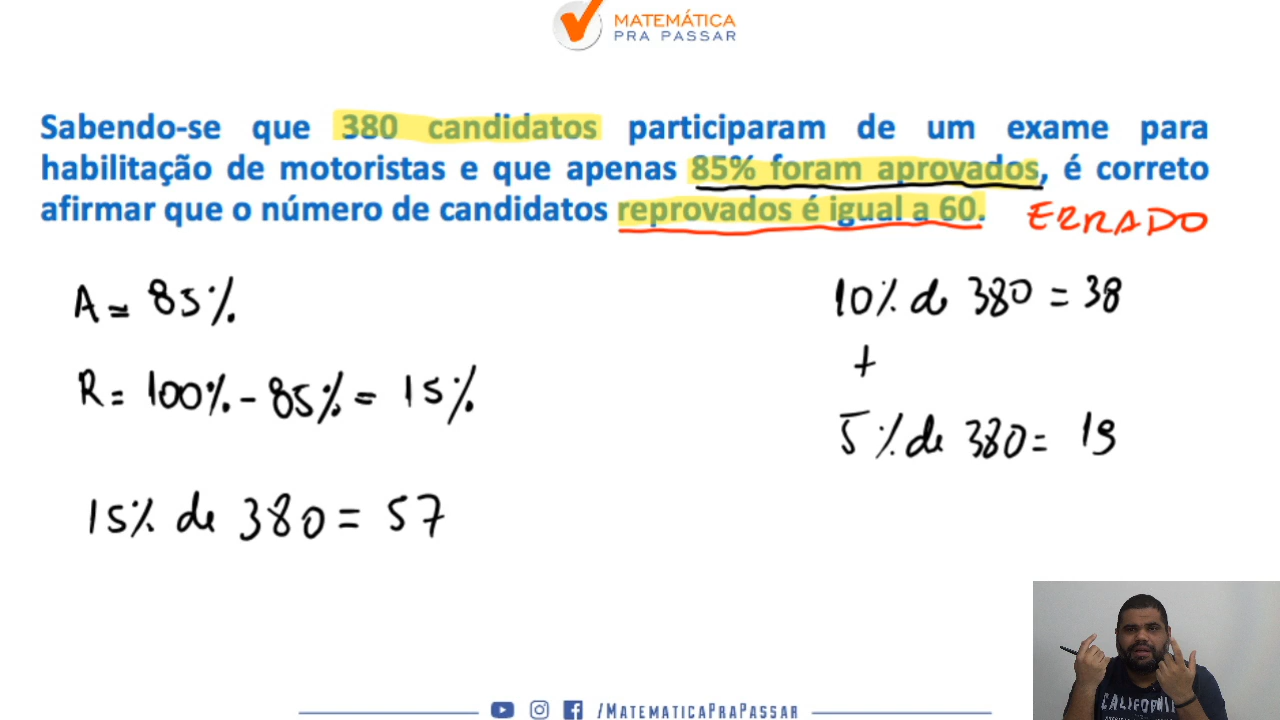 MATEMÁTICA
PRA PASSAR
Sabendo-se que 380 candidatos participaram de um exame para
habilitação de motoristas e que apenas 85% foram aprovados, é correto
afirmar que o número de candidatos reprovados é igual a 60. ERRADO
A = 85%
R = 100% - 85% = 15%
15% de 380 = 57
10% de 380 = 38
+
5% de 380 = 19
CALIFORNIA
/MATEMATICAPRAPASSAR